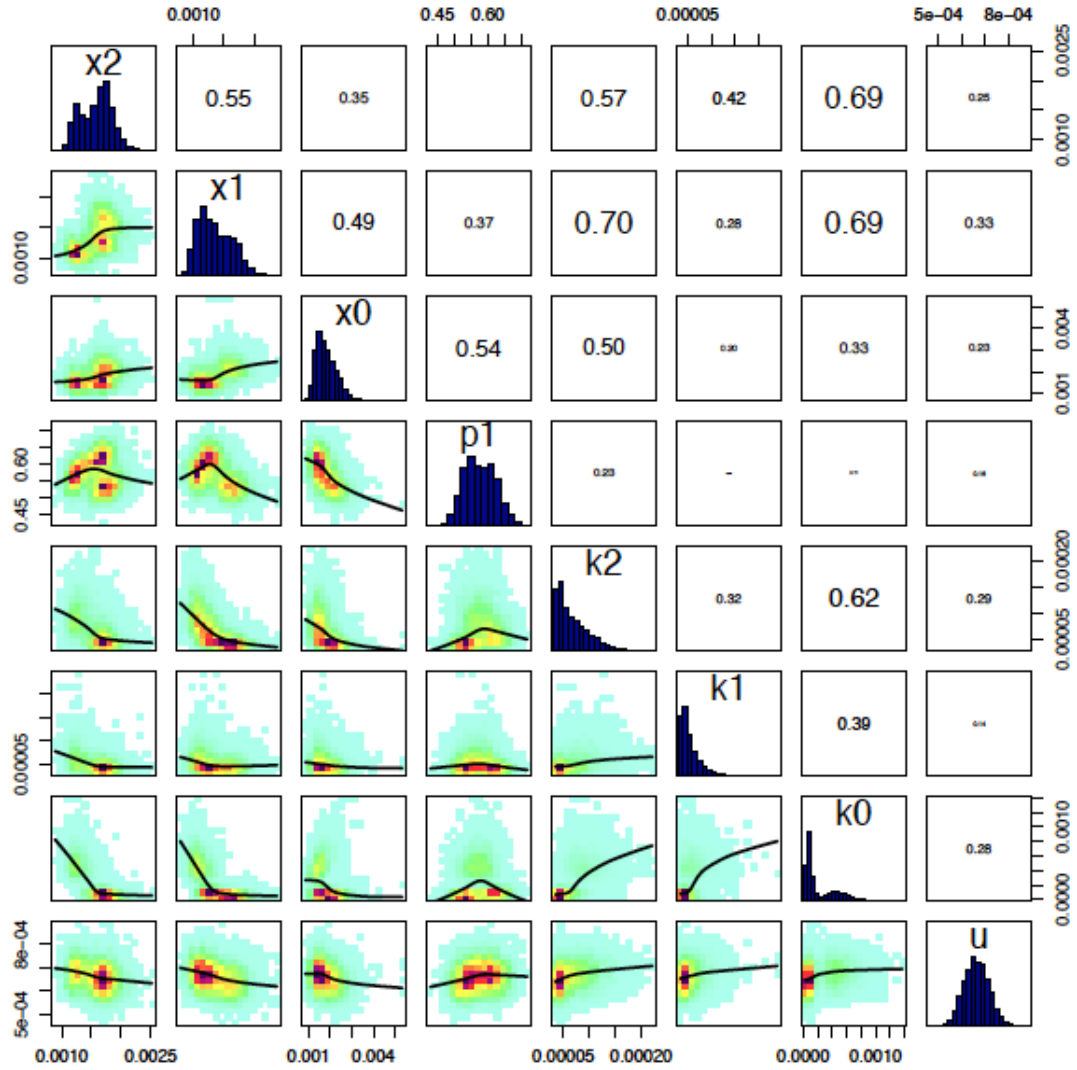 0.0010 0.45 0.60 0.00005 5e−04 8e−04
x2 0.55 0.35 0.57 0.42 0.69 0.25 0.0010 0.0025
0.0010 x1 0.49 0.37 0.70 0.28 0.69 0.33
x0 0.54 0.50 0.20 0.33 0.23 0.001 0.004
0.45 0.60 p1 0.23
k2 0.32 0.62 0.29 0.00005 0.00020
0.00005 k1 0.39 0.14
k0 0.28 0.0000 0.0010
5e−04 8e−04 u
0.0010 0.0025 0.001 0.004 0.00005 0.00020 0.0000 0.0010